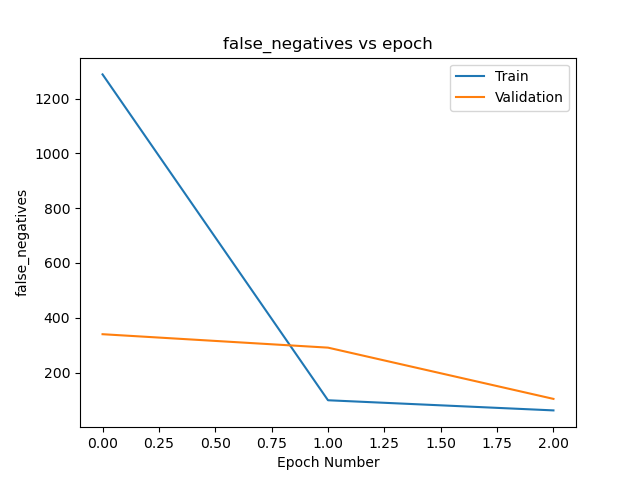 false_negatives vs epoch
Train
Validation
1200
1000
800
600
400
200
false_negatives
0.00 0.25 0.50 0.75 1.00 1.25 1.50 1.75 2.00
Epoch Number